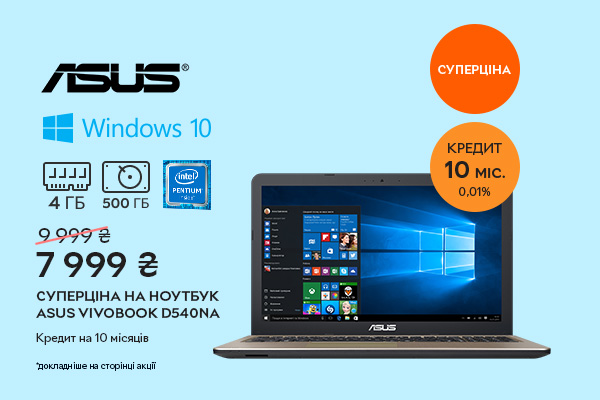 ASUS®
Windows 10
4 ГБ
500 ГБ
intel
PENTIUM
9 999 ₴
7 999 ₴
СУПЕРЦІНА НА НОУТБУК
ASUS VIVOBOOK D540NA
Кредит на 10 місяців
*докладніше на сторінці акції
СУПЕРЦІНА
КРЕДИТ
10 МІС.
0,01%
ASUS